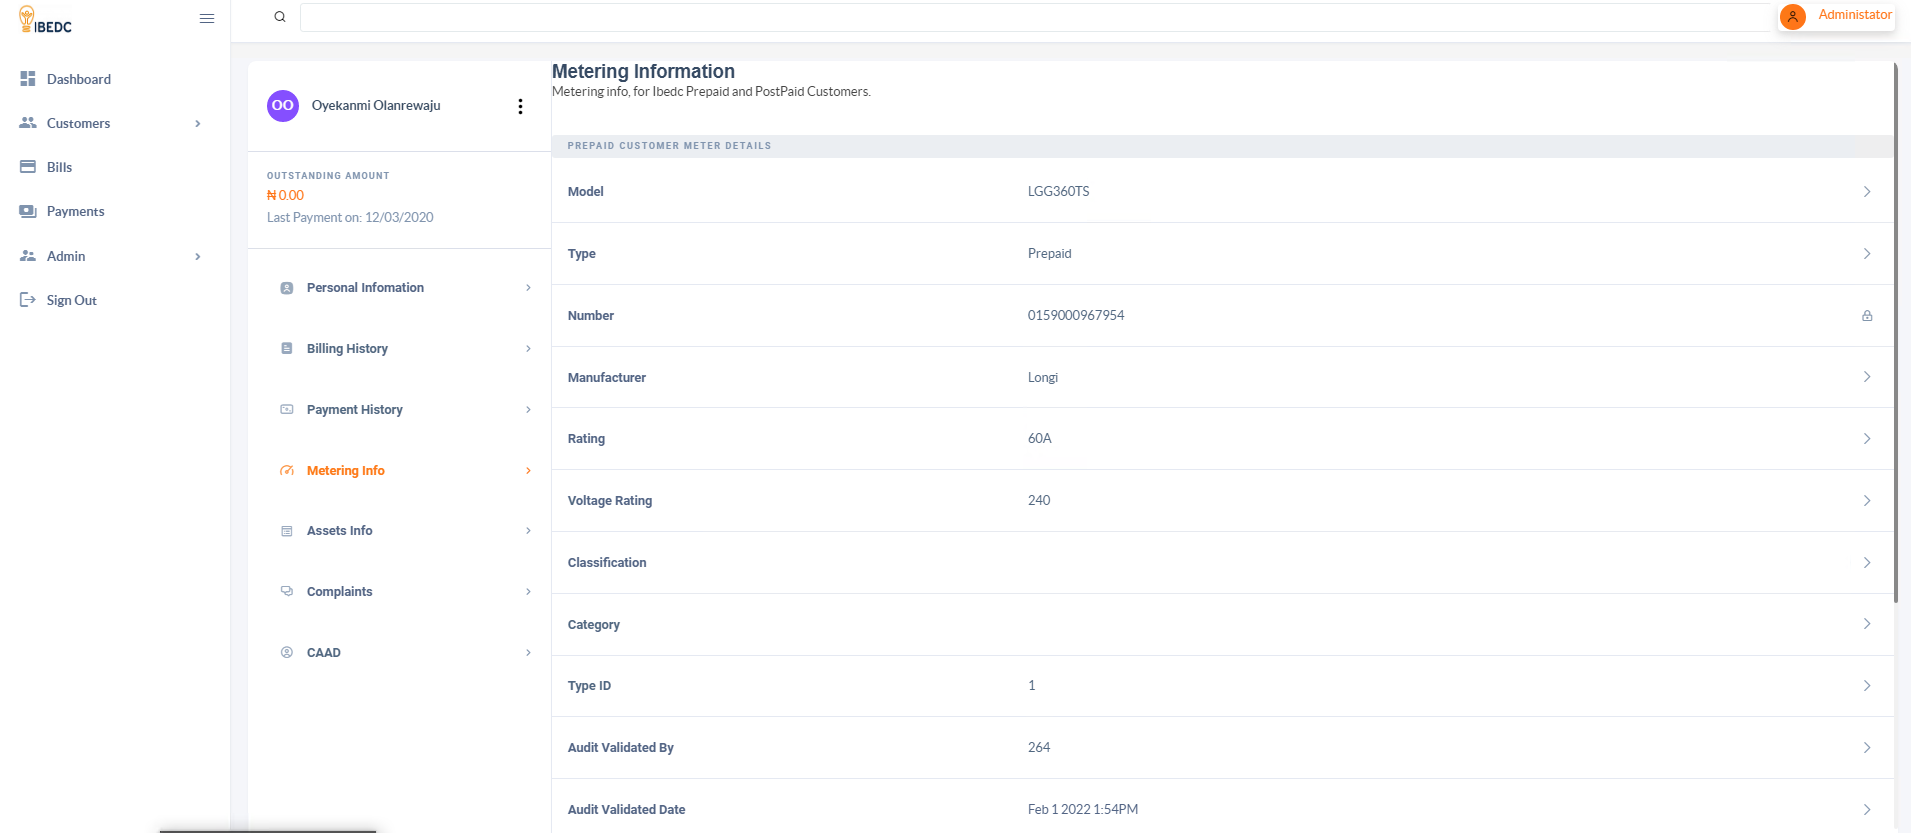 IBEDC
Administator
Dashboard
Customers
Bills
Payments
Admin
Sign Out
OO
Oyekanmi Olanrewaju
OUTSTANDING AMOUNT
₦ 0.00
Last Payment on: 12/03/2020
Personal Infomation
Billing History
Payment History
Metering Info
Assets Info
Complaints
CAAD
Metering Information
Metering info, for Ibedc Prepaid and PostPaid Customers.
PREPAID CUSTOMER METER DETAILS
Model LGG360TS
Type Prepaid
Number 0159000967954
Manufacturer Longi
Rating 60A
Voltage Rating 240
Classification
Category
Type ID 1
Audit Validated By 264
Audit Validated Date Feb 1 2022 1:54PM